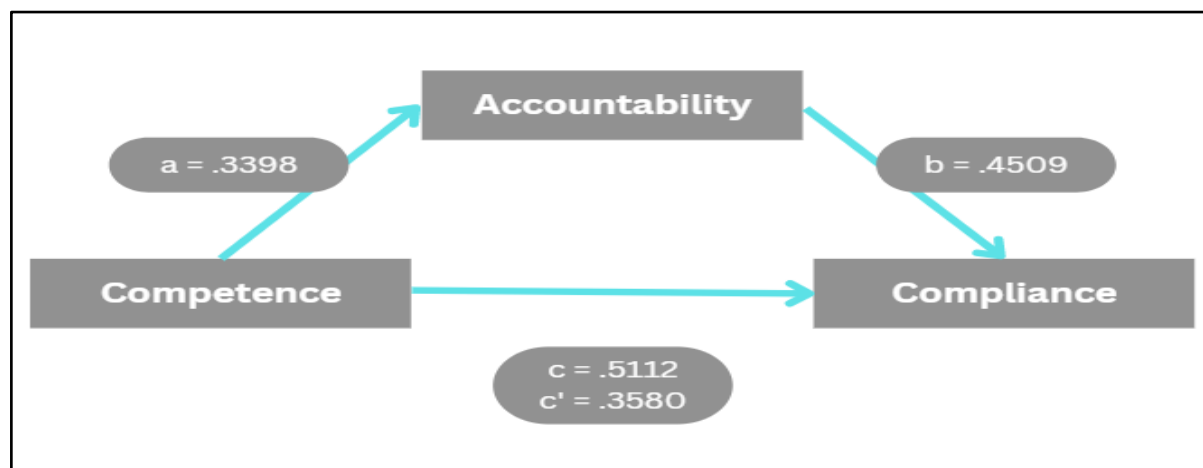 Accountability
a = .3398
b = .4509
Competence
Compliance
c = .5112
c' = .3580